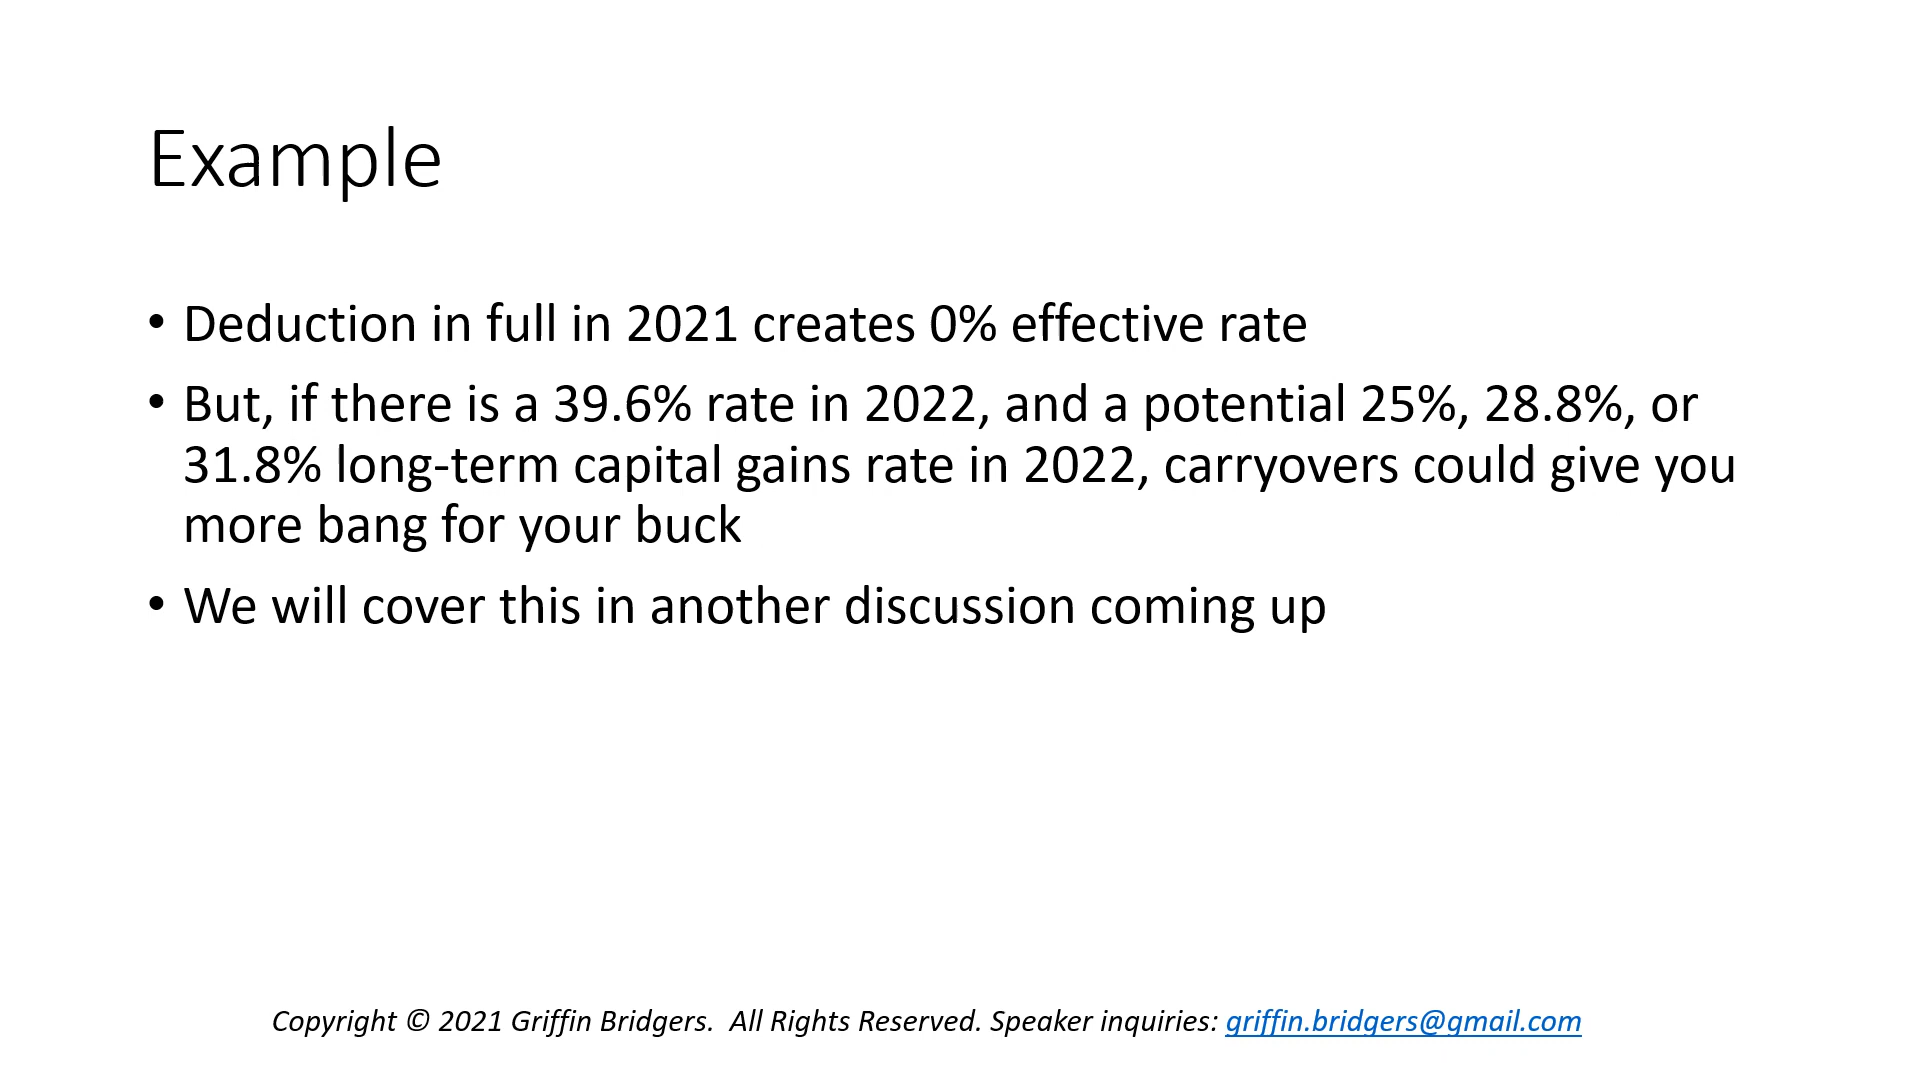 Example
• Deduction in full in 2021 creates 0% effective rate
• But, if there is a 39.6% rate in 2022, and a potential 25%, 28.8%, or
31.8% long-term capital gains rate in 2022, carryovers could give you
more bang for your buck
• We will cover this in another discussion coming up
Copyright © 2021 Griffin Bridgers.  All Rights Reserved. Speaker inquiries: griffin.bridgers@gmail.com